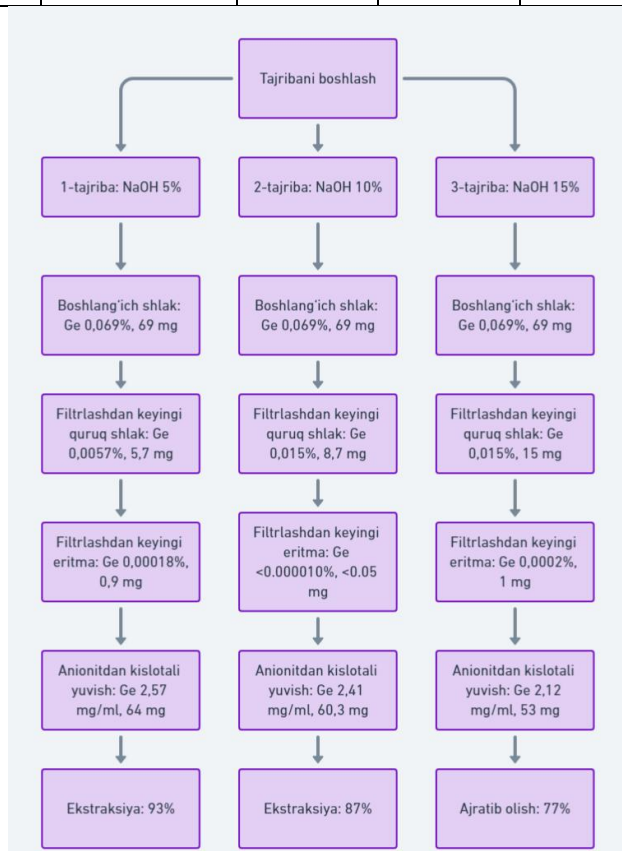 Tajribani boshlash
1-tajriba: NaOH 5%
2-tajriba: NaOH 10%
3-tajriba: NaOH 15%
Boshlang'ich shlak:
Ge 0,069%, 69 mg
Boshlang'ich shlak:
Ge 0,069%, 69 mg
Boshlang'ich shlak:
Ge 0,069%, 69 mg
Filtrlashdan keyingi
quruq shlak: Ge
0,0057%, 5,7 mg
Filtrlashdan keyingi
quruq shlak: Ge
0,015%, 8,7 mg
Filtrlashdan keyingi
quruq shlak: Ge
0,015%, 15 mg
Filtrlashdan keyingi
eritma: Ge 0,00018%,
0,9 mg
Filtrlashdan keyingi
eritma: Ge
<0.000010%, <0.05
mg
Filtrlashdan keyingi
eritma: Ge 0,0002%,
1 mg
Anionitdan kislotali
yuvish: Ge 2,57
mg/ml, 64 mg
Anionitdan kislotali
yuvish: Ge 2,41
mg/ml, 60,3 mg
Anionitdan kislotali
yuvish: Ge 2,12
mg/ml, 53 mg
Ekstraksiya: 93%
Ekstraksiya: 87%
Ajratib olish: 77%